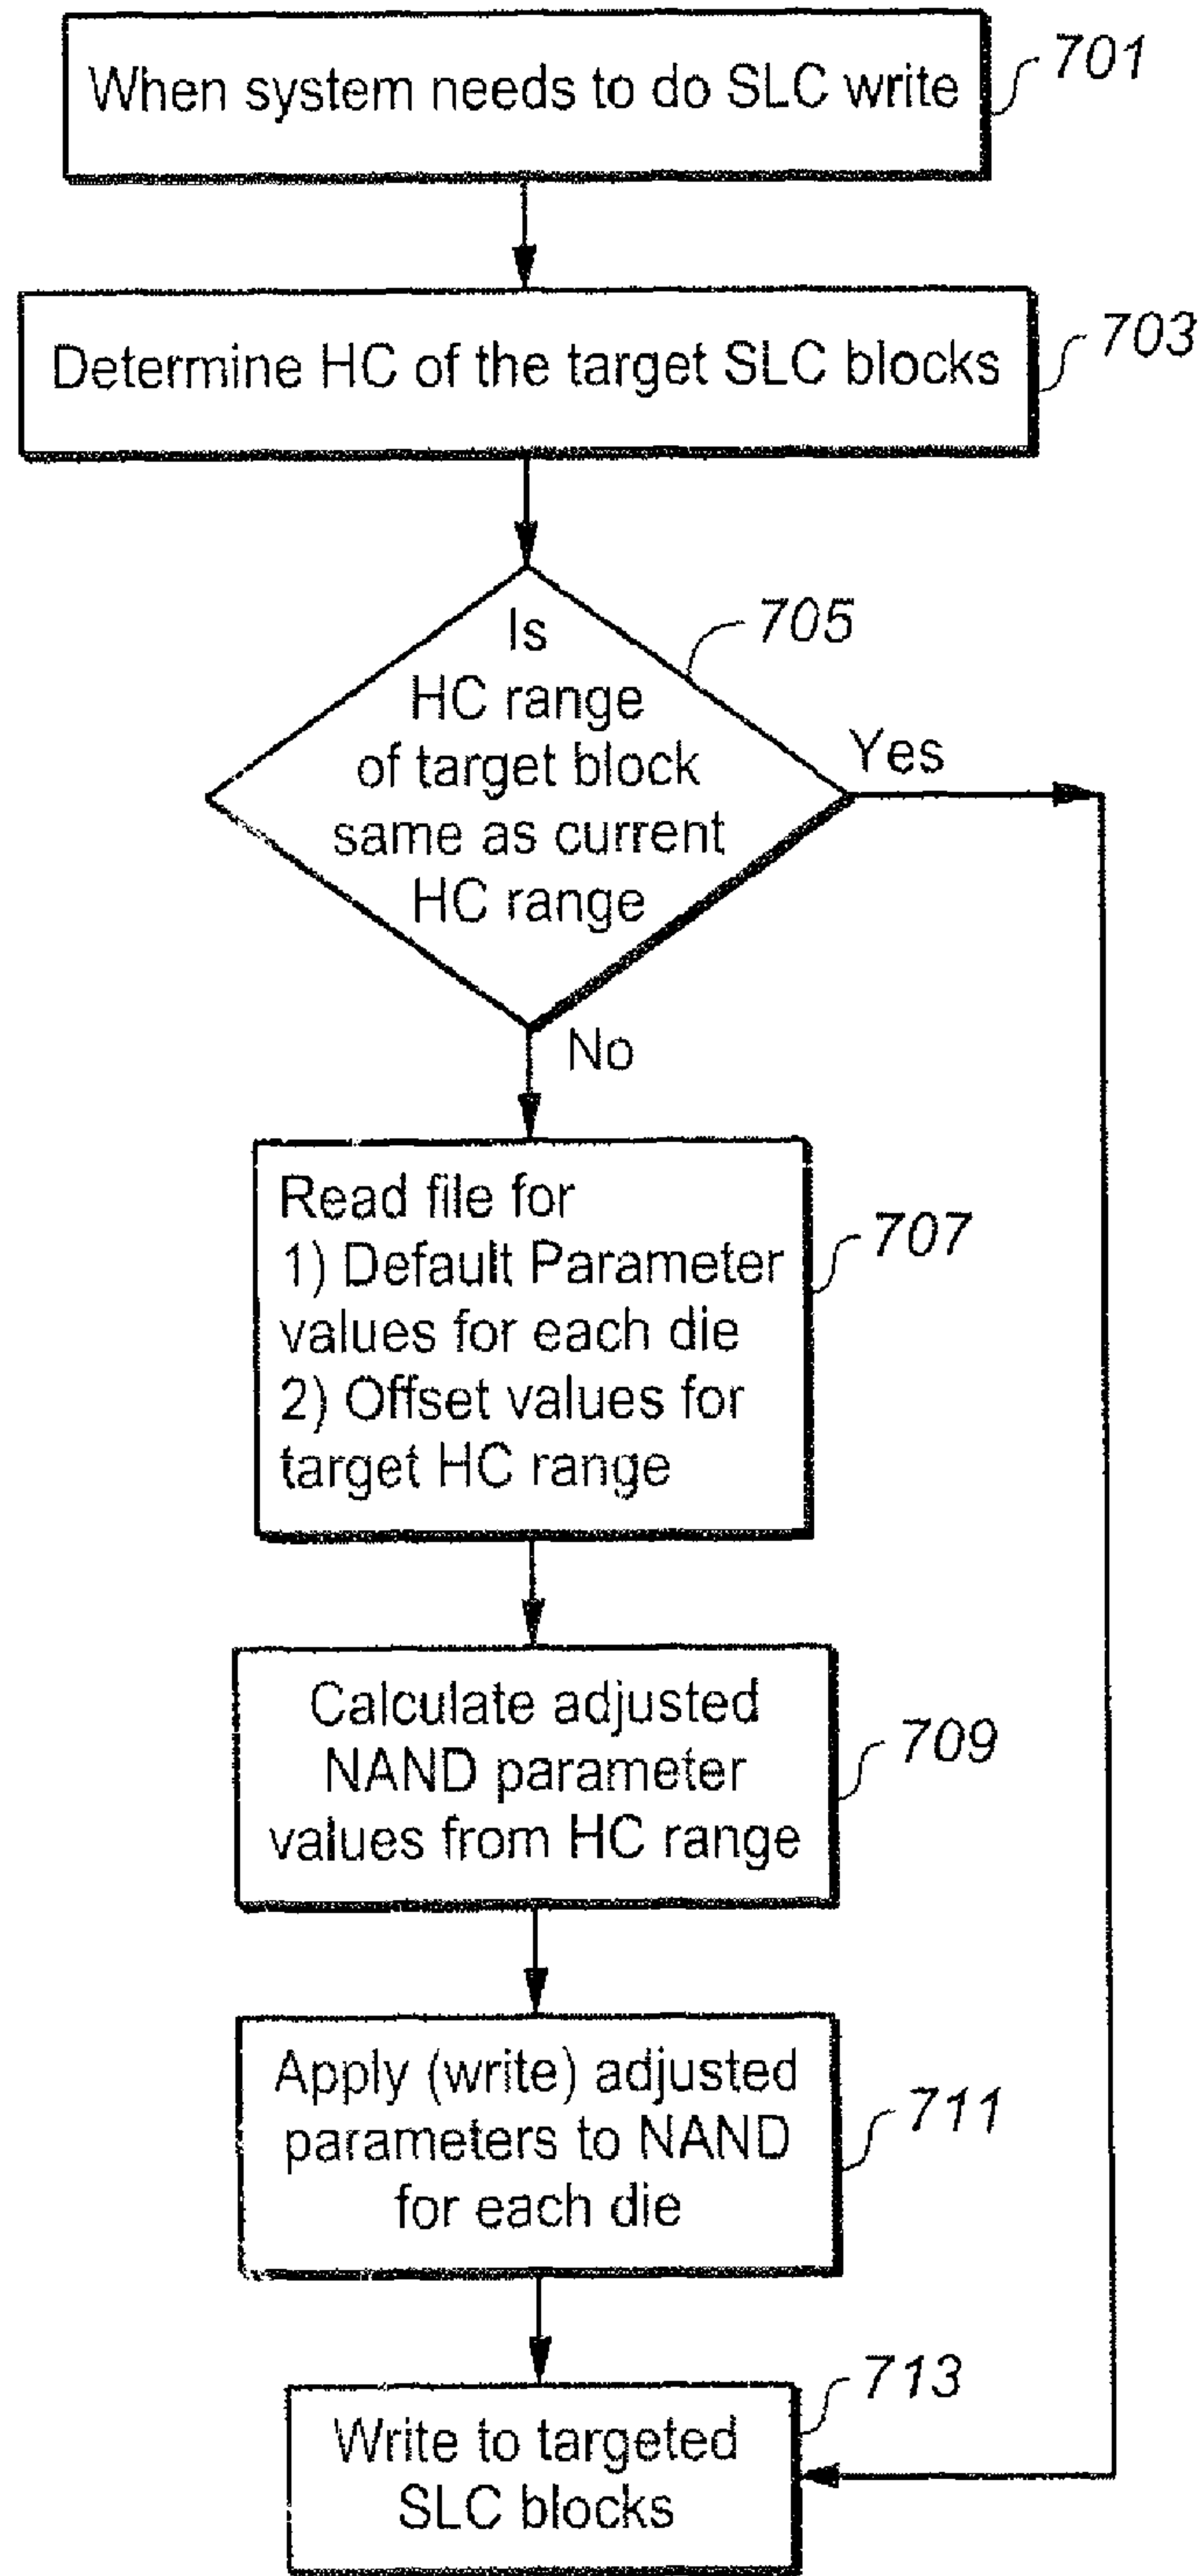 When system needs to do SLC write
701
Determine HC of the target SLC blocks
703
Is
HC range
of target block
same as current
HC range
705
Yes
No
Read file for
1) Default Parameter
values for each die
2) Offset values for
target HC range
707
Calculate adjusted
NAND parameter
values from HC range
709
Apply (write) adjusted
parameters to NAND
for each die
711
Write to targeted
SLC blocks
713